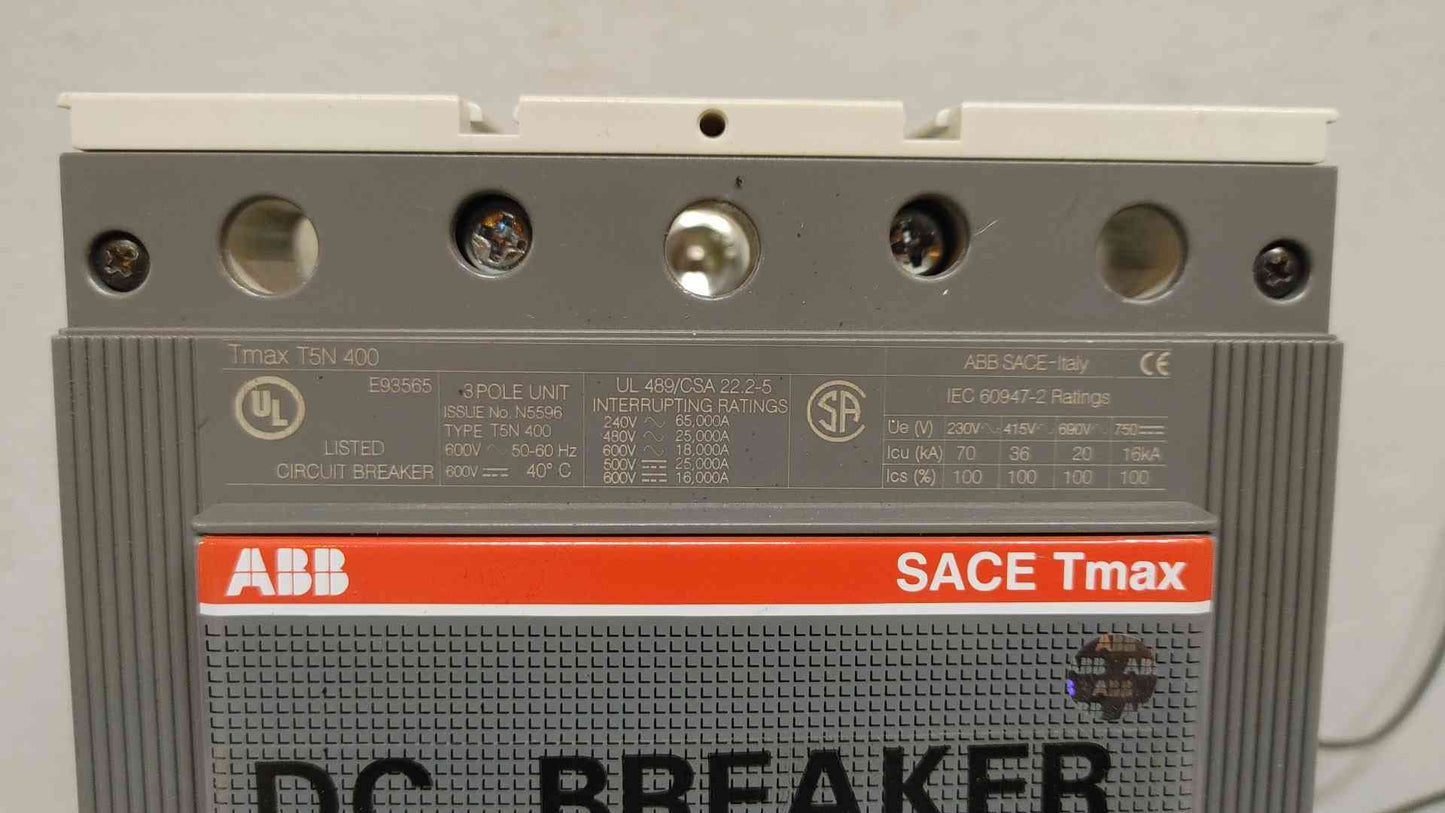 Tmax T5N 400
UL
E93565
LISTED
CIRCUIT BREAKER
3 POLE UNIT
ISSUE No. N5596
TYPE T5N 400
600V ~ 50-60 Hz
600V ⎓ 40° C
UL 489/CSA 22.2-5
INTERRUPTING RATINGS
240V ~ 65,000A
480V ~ 25,000A
600V ~ 18,000A
500V ⎓ 25,000A
600V ⎓ 16,000A
SA
ABB SACE-Italy CE
IEC 60947-2 Ratings
Ue (V) 230V~ 415V~ 690V~ 750⎓
Icu (kA) 70 36 20 16kA
Ics (%) 100 100 100 100
ABB SACE Tmax
ABB
ABB ABB
ABB
DC BREAKER